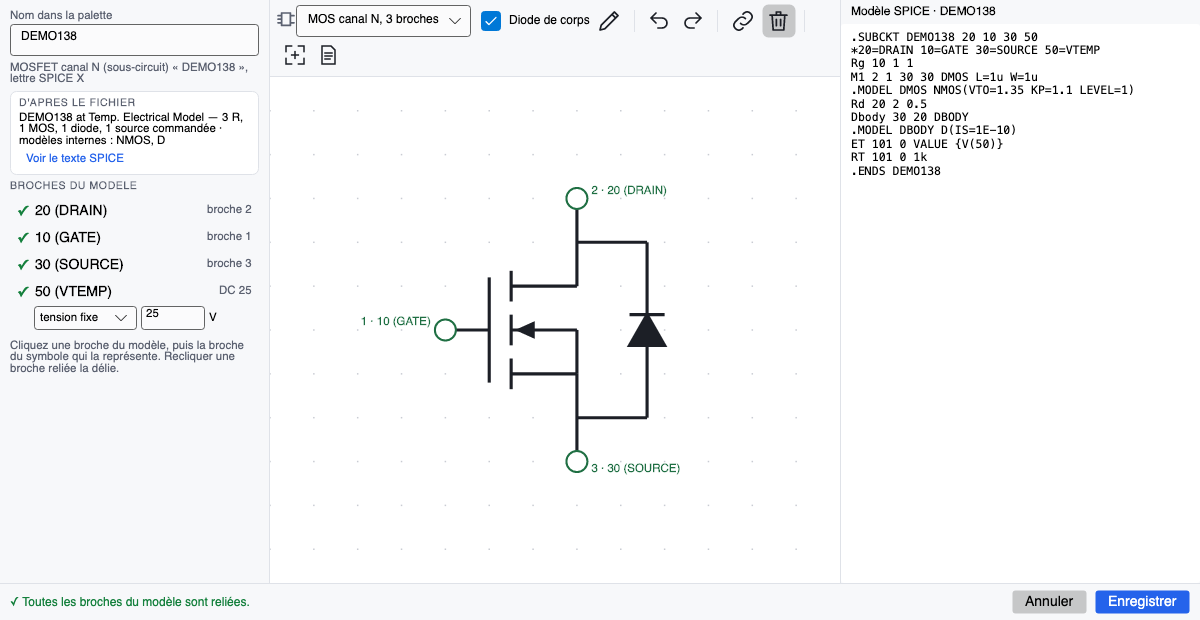 Nom dans la palette
DEMO138
MOSFET canal N (sous-circuit) « DEMO138 »,
lettre SPICE X
D'APRES LE FICHIER
DEMO138 at Temp. Electrical Model — 3 R,
1 MOS, 1 diode, 1 source commandée ·
modèles internes : NMOS, D
Voir le texte SPICE
BROCHES DU MODELE
✓ 20 (DRAIN) broche 2
✓ 10 (GATE) broche 1
✓ 30 (SOURCE) broche 3
✓ 50 (VTEMP) DC 25
tension fixe 25 V
Cliquez une broche du modèle, puis la broche
du symbole qui la représente. Recliquer une
broche reliée la délie.
MOS canal N, 3 broches Diode de corps
2 · 20 (DRAIN)
1 · 10 (GATE)
3 · 30 (SOURCE)
Modèle SPICE · DEMO138
.SUBCKT DEMO138 20 10 30 50
*20=DRAIN 10=GATE 30=SOURCE 50=VTEMP
Rg 10 1 1
M1 2 1 30 30 DMOS L=1u W=1u
.MODEL DMOS NMOS(VTO=1.35 KP=1.1 LEVEL=1)
Rd 20 2 0.5
Dbody 30 20 DBODY
.MODEL DBODY D(IS=1E-10)
ET 101 0 VALUE {V(50)}
RT 101 0 1k
.ENDS DEMO138
✓ Toutes les broches du modèle sont reliées.
Annuler
Enregistrer